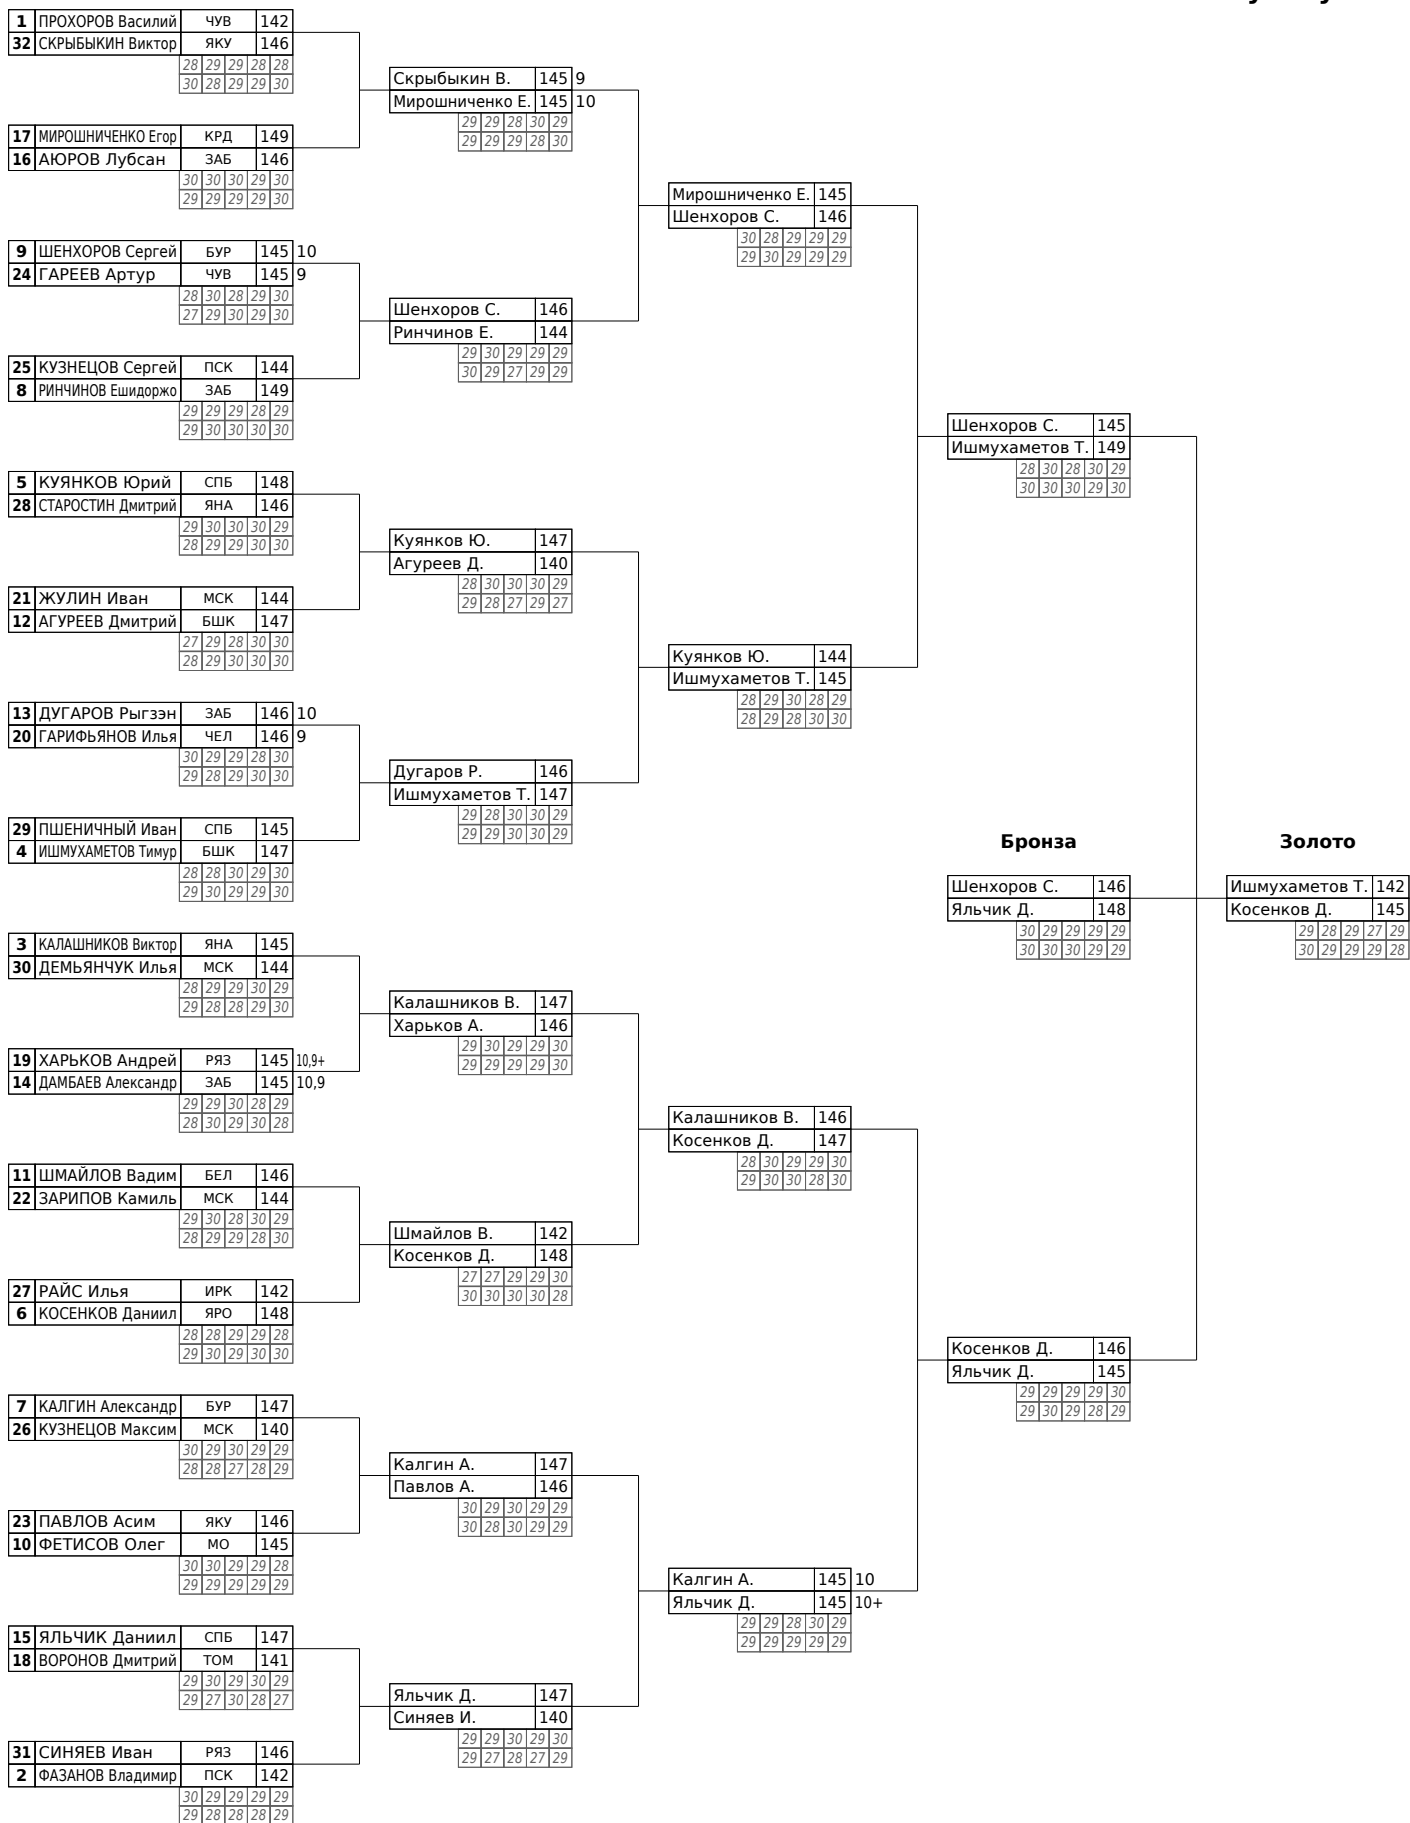 1 ПРОХОРОВ Василий ЧУВ 142
32 СКРЫБЫКИН Виктор ЯКУ 146
28 29 29 28 28
30 28 29 29 30
17 МИРОШНИЧЕНКО Егор КРД 149
16 АЮРОВ Лубсан ЗАБ 146
30 30 30 29 30
29 29 29 29 30
9 ШЕНХОРОВ Сергей БУР 145 10
24 ГАРЕЕВ Артур ЧУВ 145 9
28 30 28 29 30
27 29 30 29 30
25 КУЗНЕЦОВ Сергей ПСК 144
8 РИНЧИНОВ Ешидоржо ЗАБ 149
29 29 29 28 29
29 30 30 30 30
5 КУЯНКОВ Юрий СПБ 148
28 СТАРОСТИН Дмитрий ЯНА 146
29 30 30 30 29
28 29 29 30 30
21 ЖУЛИН Иван МСК 144
12 АГУРЕЕВ Дмитрий БШК 147
27 29 28 30 30
28 29 30 30 30
13 ДУГАРОВ Рыгзэн ЗАБ 146 10
20 ГАРИФЬЯНОВ Илья ЧЕЛ 146 9
30 29 29 28 30
29 28 29 30 30
29 ПШЕНИЧНЫЙ Иван СПБ 145
4 ИШМУХАМЕТОВ Тимур БШК 147
28 28 29 30 30
29 30 29 29 30
3 КАЛАШНИКОВ Виктор ЯНА 145
30 ДЕМЬЯНЧУК Илья МСК 144
28 29 29 30 29
29 28 28 29 30
19 ХАРЬКОВ Андрей РЯЗ 145 10,9+
14 ДАМБАЕВ Александр ЗАБ 145 10,9
29 29 30 28 29
28 30 29 30 28
11 ШМАЙЛОВ Вадим БЕЛ 146
22 ЗАРИПОВ Камиль МСК 144
29 30 28 30 29
28 29 29 28 30
27 РАЙС Илья ИРК 142
6 КОСЕНКОВ Даниил ЯРО 148
28 28 29 29 28
29 30 29 30 30
7 КАЛГИН Александр БУР 147
26 КУЗНЕЦОВ Максим МСК 140
30 29 30 29 29
28 28 27 28 29
23 ПАВЛОВ Асим ЯКУ 146
10 ФЕТИСОВ Олег МО 145
30 30 29 29 28
29 29 29 29 29
15 ЯЛЬЧИК Даниил СПБ 147
18 ВОРОНОВ Дмитрий ТОМ 141
29 30 29 30 29
29 27 30 28 27
31 СИНЯЕВ Иван РЯЗ 146
2 ФАЗАНОВ Владимир ПСК 142
30 29 29 29 29
29 28 28 28 29
Скрыбыкин В. 145 9
Мирошниченко Е. 145 10
29 29 28 30 29
29 29 29 28 30
Шенхоров С. 146
Ринчинов Е. 144
29 30 29 29 29
30 29 27 29 29
Куянков Ю. 147
Агуреев Д. 140
28 30 30 30 29
29 28 27 29 27
Дугаров Р. 146
Ишмухаметов Т. 147
29 28 30 30 29
29 29 30 30 29
Калашников В. 147
Харьков А. 146
29 30 29 29 30
29 29 29 29 30
Шмайлов В. 142
Косенков Д. 148
27 27 29 29 30
30 30 30 30 28
Калгин А. 147
Павлов А. 146
30 29 30 29 29
30 28 30 29 29
Яльчик Д. 147
Синяев И. 140
29 29 30 29 30
29 27 28 27 29
Мирошниченко Е. 145
Шенхоров С. 146
30 28 29 29 29
29 30 29 29 29
Куянков Ю. 144
Ишмухаметов Т. 145
28 29 30 28 29
28 29 28 30 30
Калашников В. 146
Косенков Д. 147
28 30 29 29 30
29 30 30 28 30
Калгин А. 145 10
Яльчик Д. 145 10+
29 29 28 30 29
29 29 29 29 29
Шенхоров С. 145
Ишмухаметов Т. 149
28 30 28 30 29
30 30 30 29 30
Косенков Д. 146
Яльчик Д. 145
29 29 29 29 30
29 30 29 28 29
Бронза
Шенхоров С. 146
Яльчик Д. 148
30 29 29 29 29
30 30 30 29 29
Золото
Ишмухаметов Т. 142
Косенков Д. 145
29 28 29 27 29
30 29 29 29 28